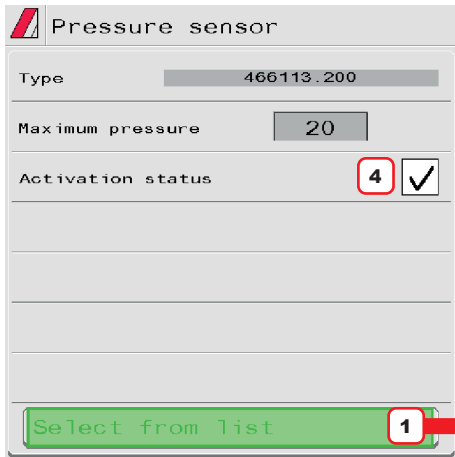 Pressure sensor
Type 466113.200
Maximum pressure 20
Activation status 4
Select from list 1